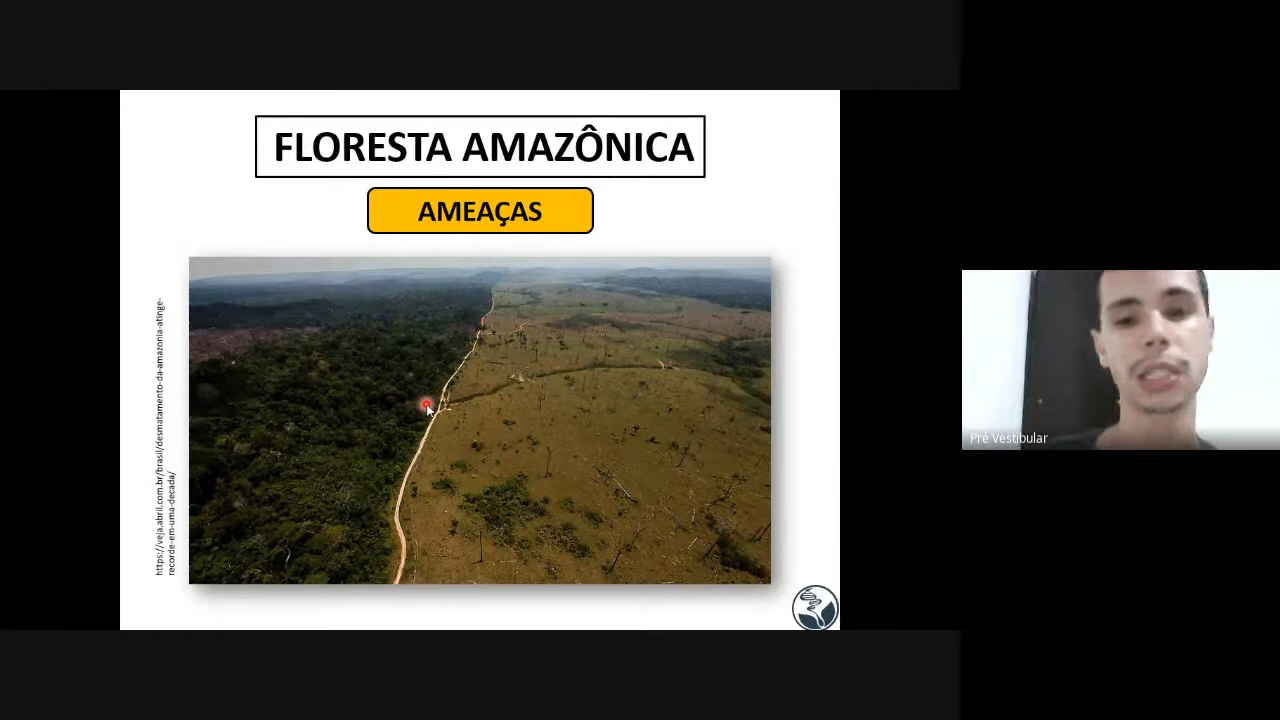 FLORESTA AMAZÔNICA
AMEAÇAS
https://veja.abril.com.br/brasil/desmatamento-da-amazonia-atinge-
recorde-em-uma-decada/
Pré Vestibular